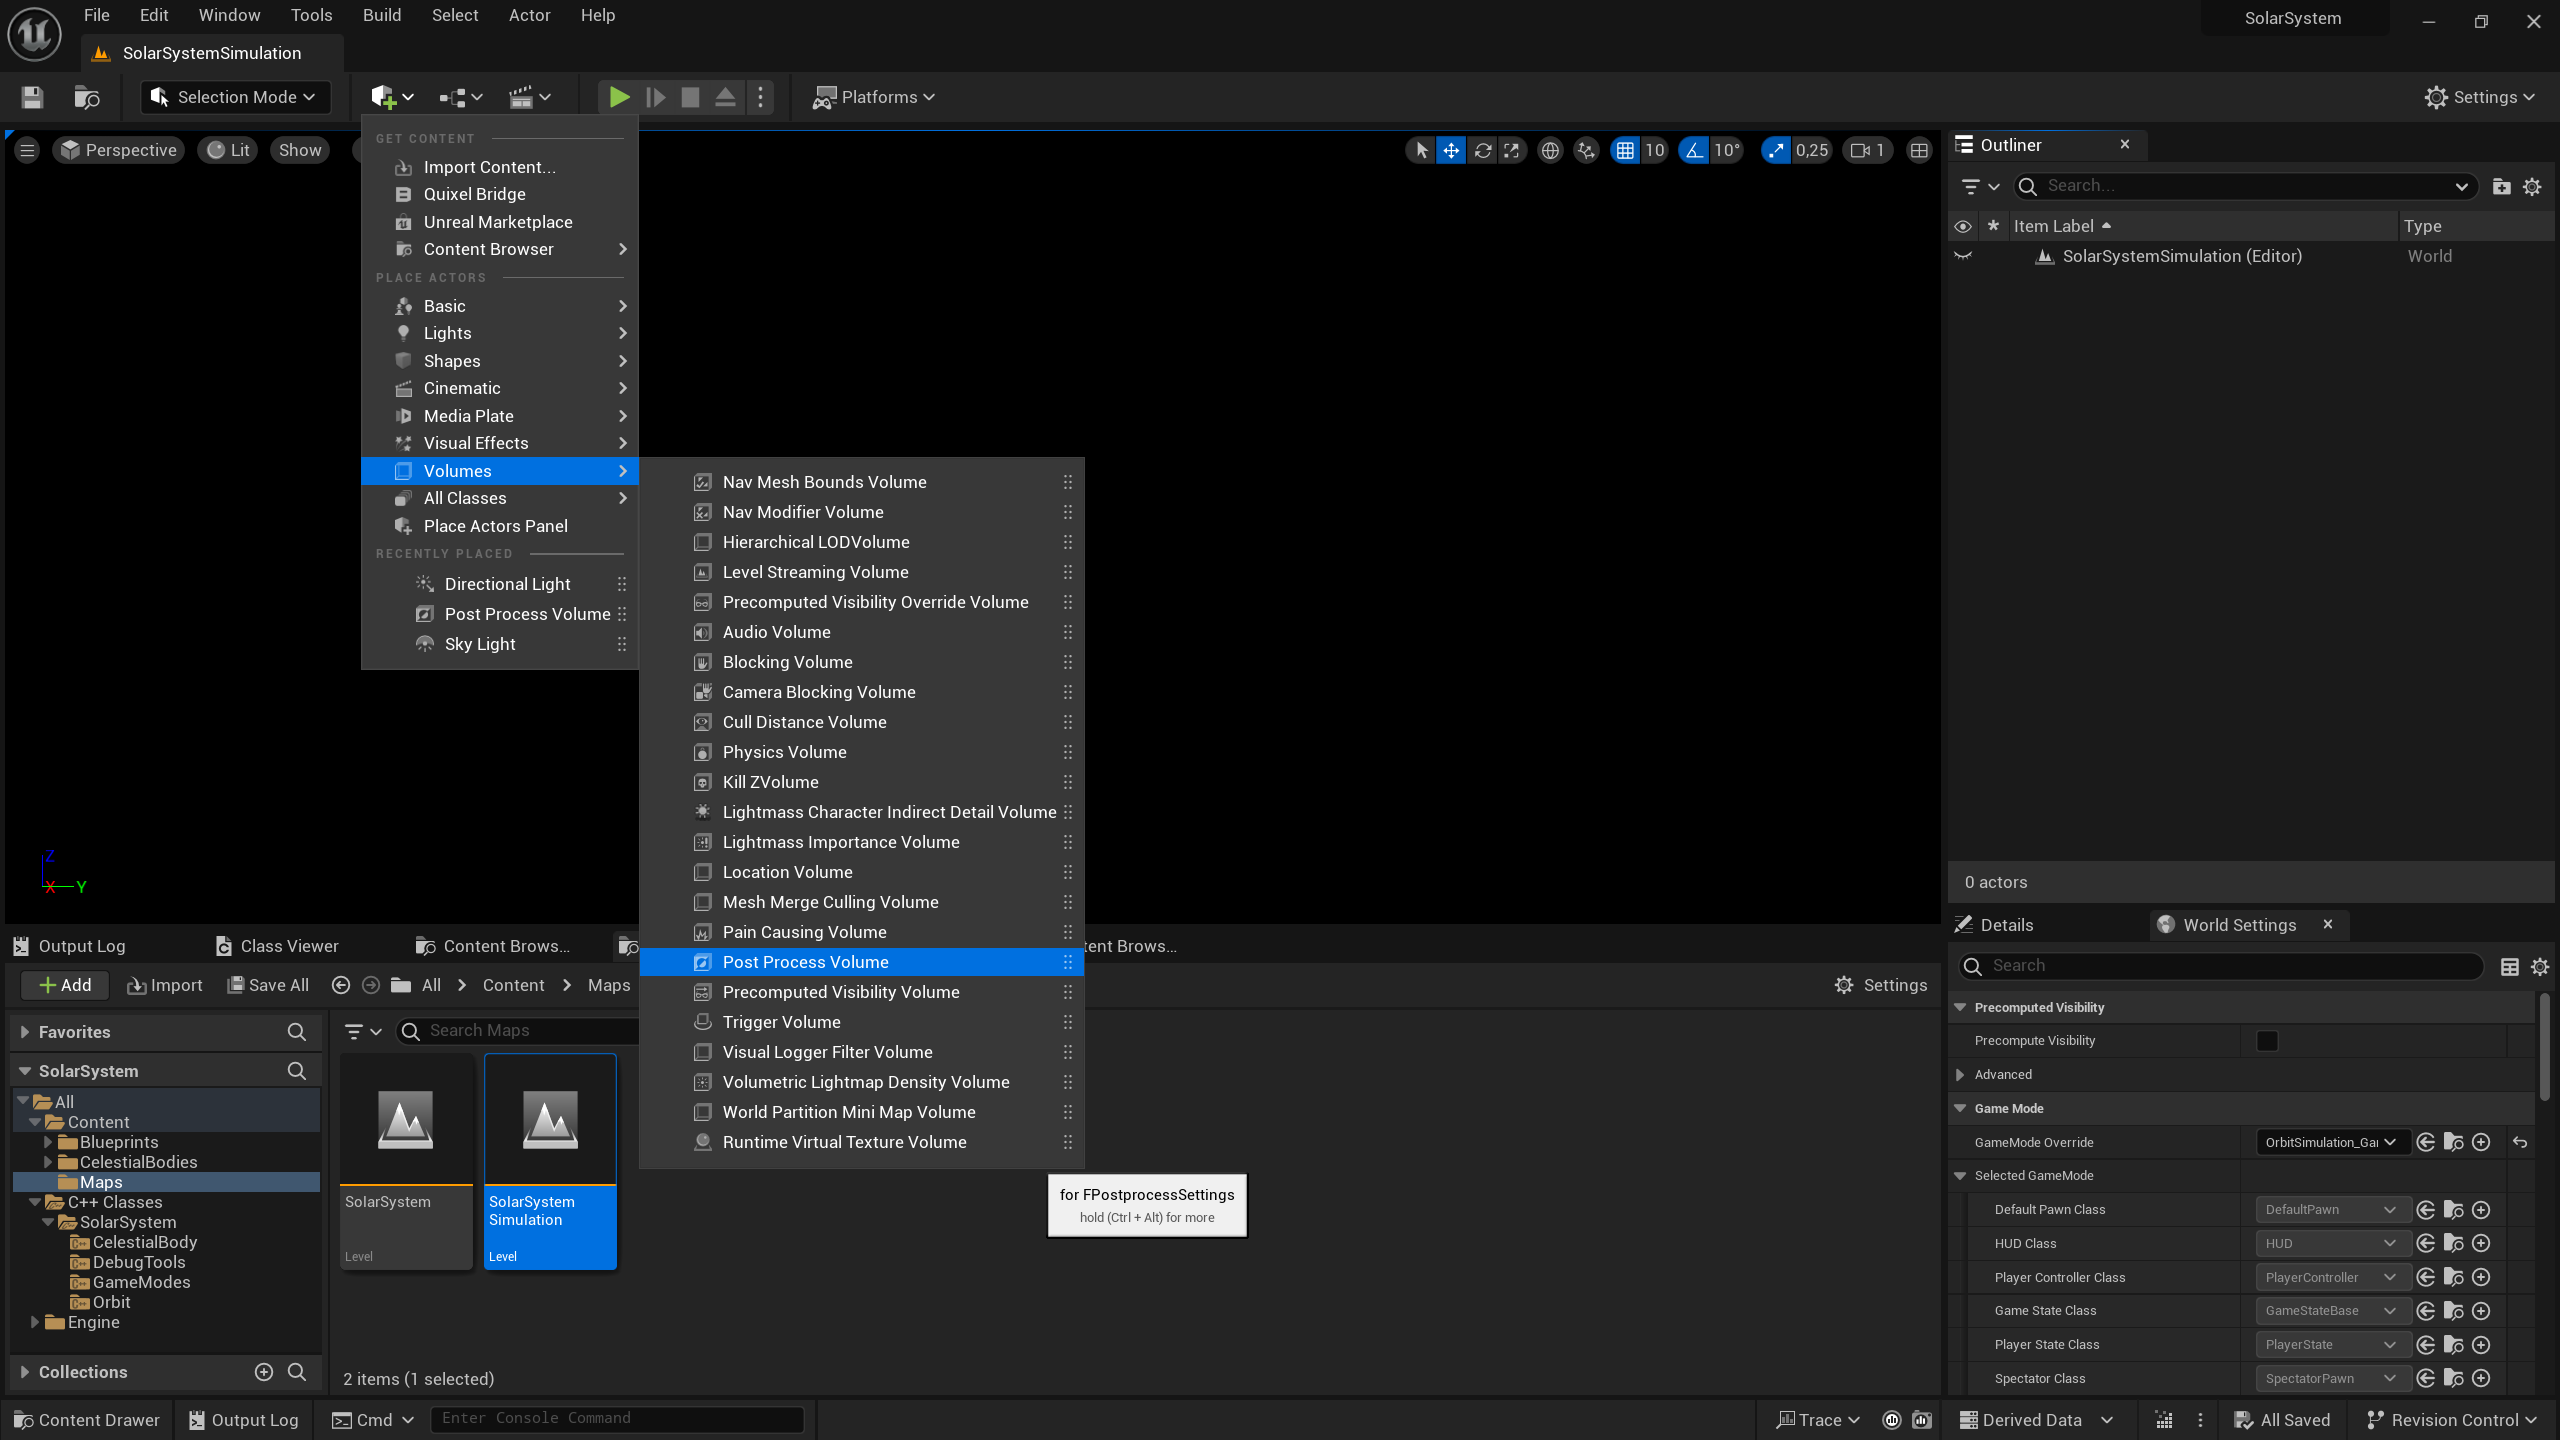 File Edit Window Tools Build Select Actor Help
SolarSystem
SolarSystemSimulation
Selection Mode
Platforms
Settings
Perspective
Lit
Show
10
10°
0,25
1
GET CONTENT
Import Content...
Quixel Bridge
Unreal Marketplace
Content Browser
PLACE ACTORS
Basic
Lights
Shapes
Cinematic
Media Plate
Visual Effects
Volumes
All Classes
Place Actors Panel
RECENTLY PLACED
Directional Light
Post Process Volume
Sky Light
Nav Mesh Bounds Volume
Nav Modifier Volume
Hierarchical LODVolume
Level Streaming Volume
Precomputed Visibility Override Volume
Audio Volume
Blocking Volume
Camera Blocking Volume
Cull Distance Volume
Physics Volume
Kill ZVolume
Lightmass Character Indirect Detail Volume
Lightmass Importance Volume
Location Volume
Mesh Merge Culling Volume
Pain Causing Volume
Post Process Volume
Precomputed Visibility Volume
Trigger Volume
Visual Logger Filter Volume
Volumetric Lightmap Density Volume
World Partition Mini Map Volume
Runtime Virtual Texture Volume
for FPostprocessSettings
hold (Ctrl + Alt) for more
Z
X
Y
Outliner
Search...
* Item Label Type
SolarSystemSimulation (Editor) World
0 actors
Details
World Settings
Search
Precomputed Visibility
Precompute Visibility
Advanced
Game Mode
GameMode Override OrbitSimulation_Gai
Selected GameMode
Default Pawn Class DefaultPawn
HUD Class HUD
Player Controller Class PlayerController
Game State Class GameStateBase
Player State Class PlayerState
Spectator Class SpectatorPawn
Output Log
Class Viewer
Content Brows...
tent Brows...
Add
Import
Save All
All
Content
Maps
Settings
Favorites
SolarSystem
All
Content
Blueprints
CelestialBodies
Maps
C++ Classes
SolarSystem
CelestialBody
DebugTools
GameModes
Orbit
Engine
Collections
Search Maps
SolarSystem
Level
SolarSystem
Simulation
Level
2 items (1 selected)
Content Drawer
Output Log
Cmd
Enter Console Command
Trace
Derived Data
All Saved
Revision Control